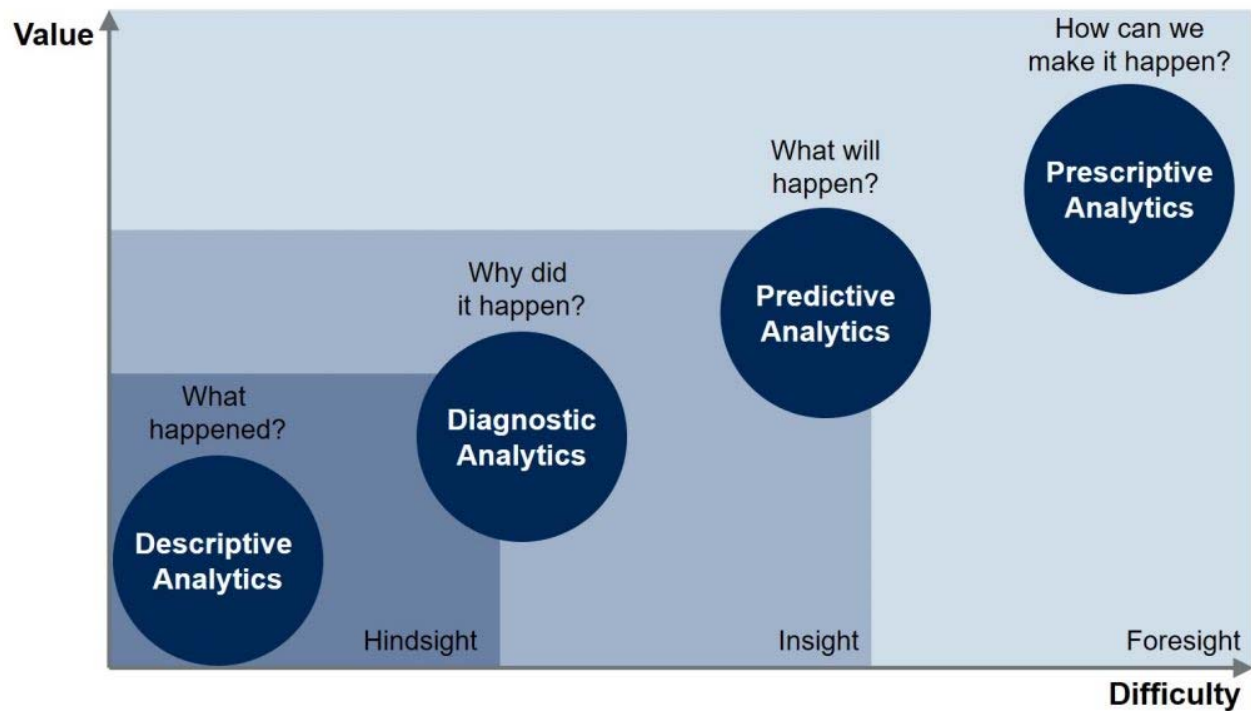 Value
How can we
make it happen?
Prescriptive
Analytics
What will
happen?
Predictive
Analytics
Why did
it happen?
Diagnostic
Analytics
What
happened?
Descriptive
Analytics
Hindsight
Insight
Foresight
Difficulty